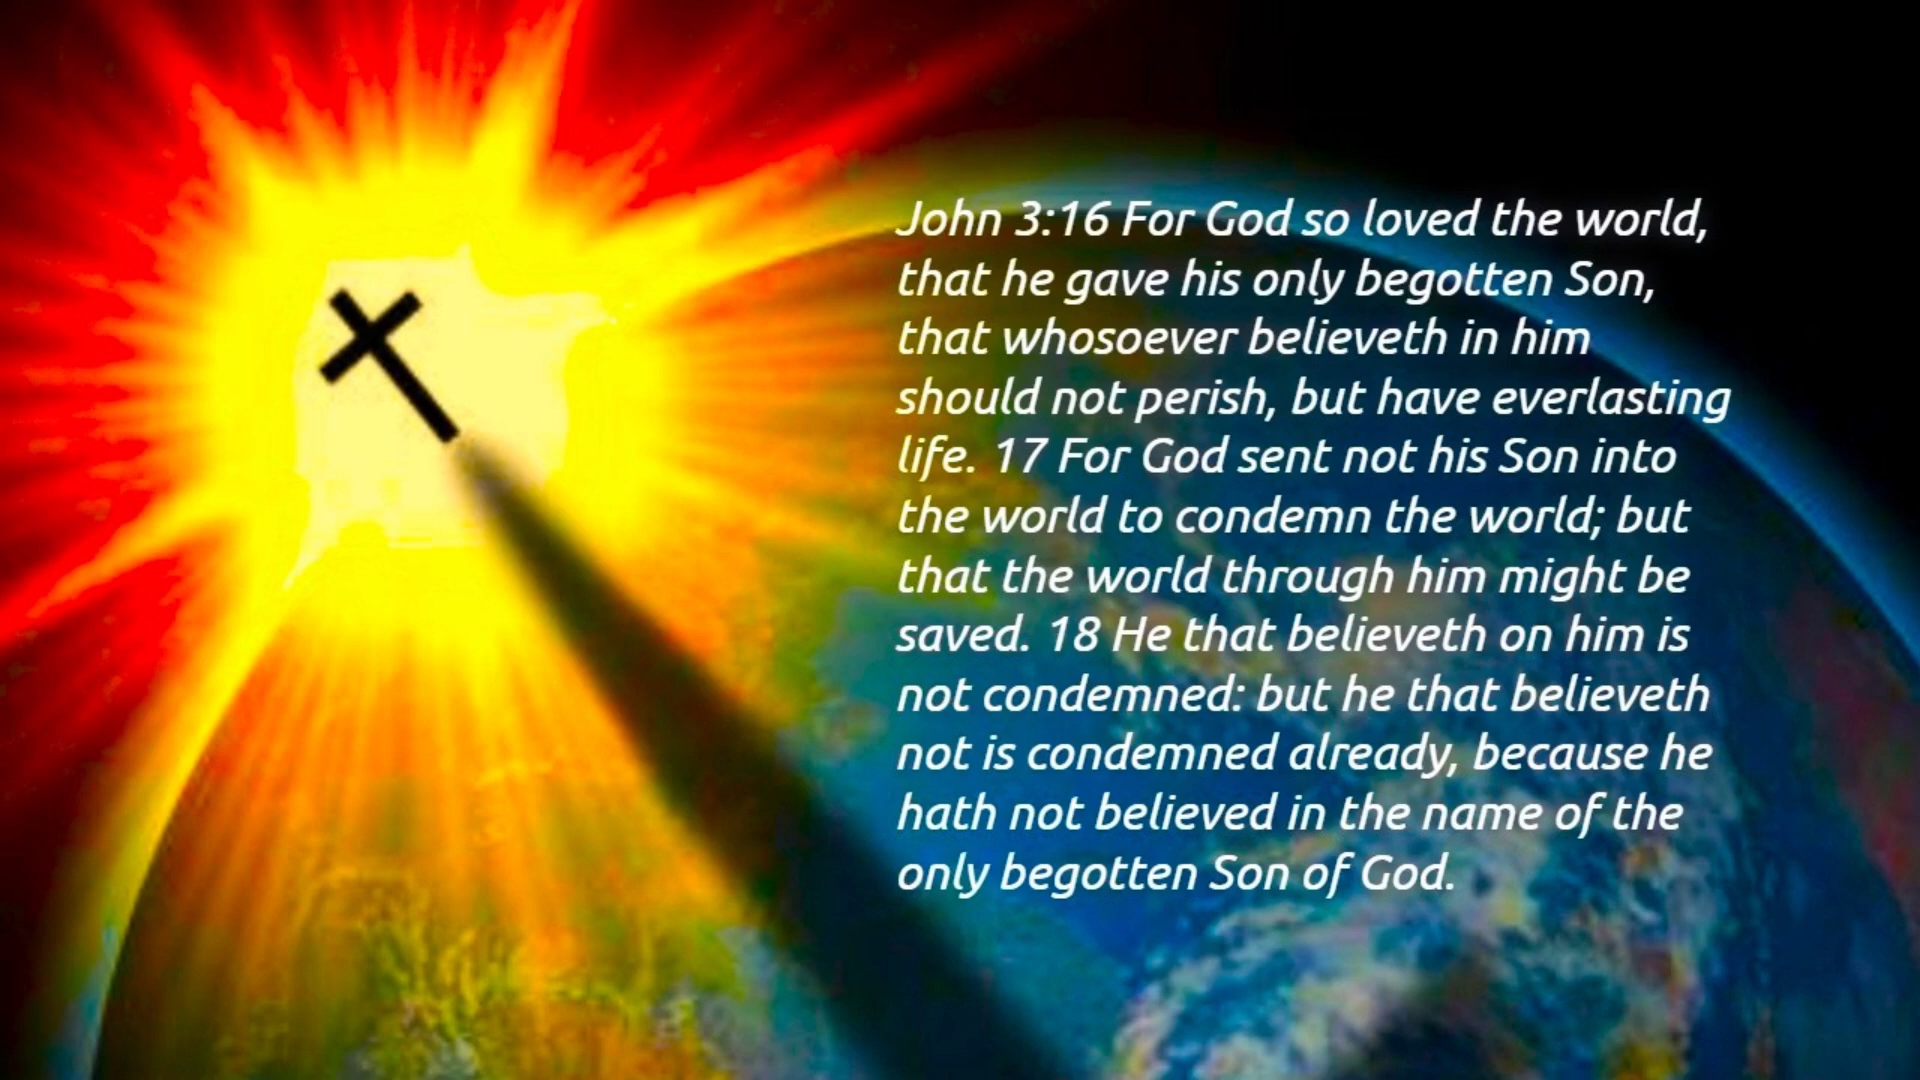 John 3:16 For God so loved the world,
that he gave his only begotten Son,
that whosoever believeth in him
should not perish, but have everlasting
life. 17 For God sent not his Son into
the world to condemn the world; but
that the world through him might be
saved. 18 He that believeth on him is
not condemned: but he that believeth
not is condemned already, because he
hath not believed in the name of the
only begotten Son of God.